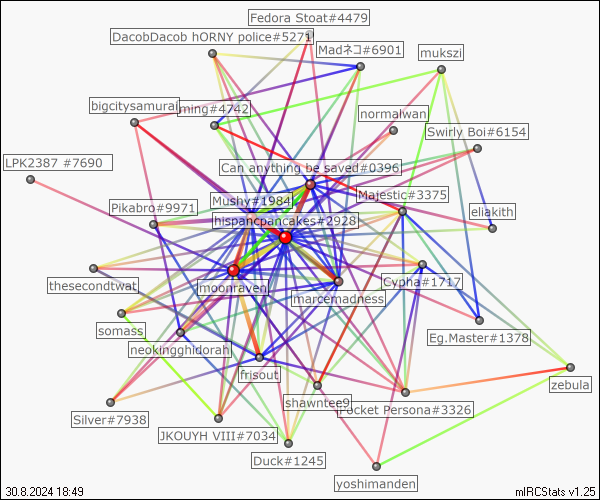 Fedora Stoat#4479
DacobDacob hORNY police#5271
Madネコ#6901
mukszi
bigcitysamurai
ming#4742
normalwan
Swirly Boi#6154
LPK2387 #7690
Can anything be saved#0396
Mushy#1984
Majestic#3375
Pikabro#9971
hispancpancakes#2928
eliakith
thesecondtwat
moonraven
marcemadness
Cypha#1717
somass
neokingghidorah
Eg.Master#1378
frisout
zebula
Silver#7938
shawntee9
Pocket Persona#3326
JKOUYH VIII#7034
Duck#1245
yoshimanden
30.8.2024 18:49
mIRCStats v1.25